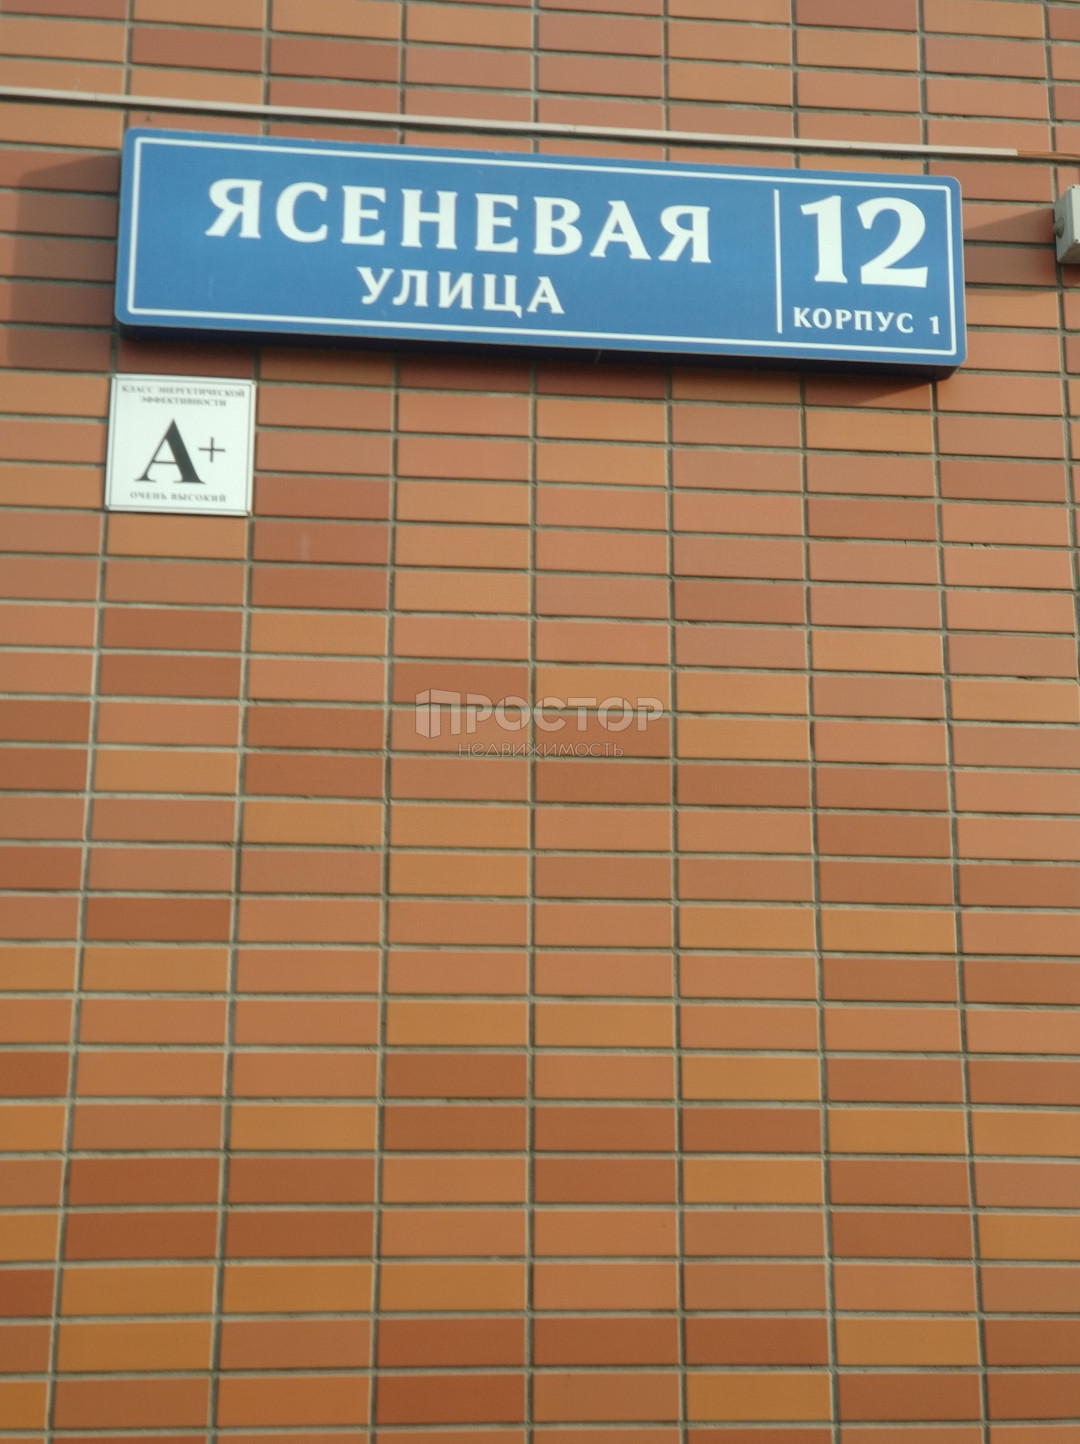 ЯСЕНЕВАЯ
УЛИЦА
12
КОРПУС 1
КЛАСС ЭНЕРГЕТИЧЕСКОЙ
ЭФФЕКТИВНОСТИ
A+
ОЧЕНЬ ВЫСОКИЙ
ПРОСТОР
НЕДВИЖИМОСТЬ